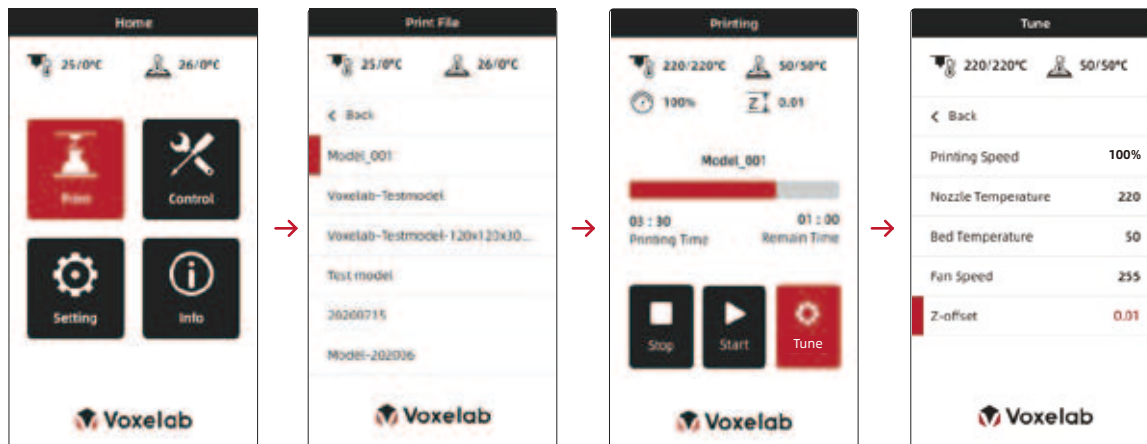 Home
25/0°C 26/0°C
Print
Control
Setting
Info
Voxelab
Print File
25/0°C 26/0°C
< Back
Model_001
Voxelab-Testmodel
Voxelab-Testmodel-120x120x30...
Test model
20200715
Model-202006
Voxelab
Printing
220/220°C 50/50°C
100% Z 0.01
Model_001
03 : 30 01 : 00
Printing Time Remain Time
Stop
Start
Tune
Voxelab
Tune
220/220°C 50/50°C
< Back
Printing Speed 100%
Nozzle Temperature 220
Bed Temperature 50
Fan Speed 255
Z-offset 0.01
Voxelab